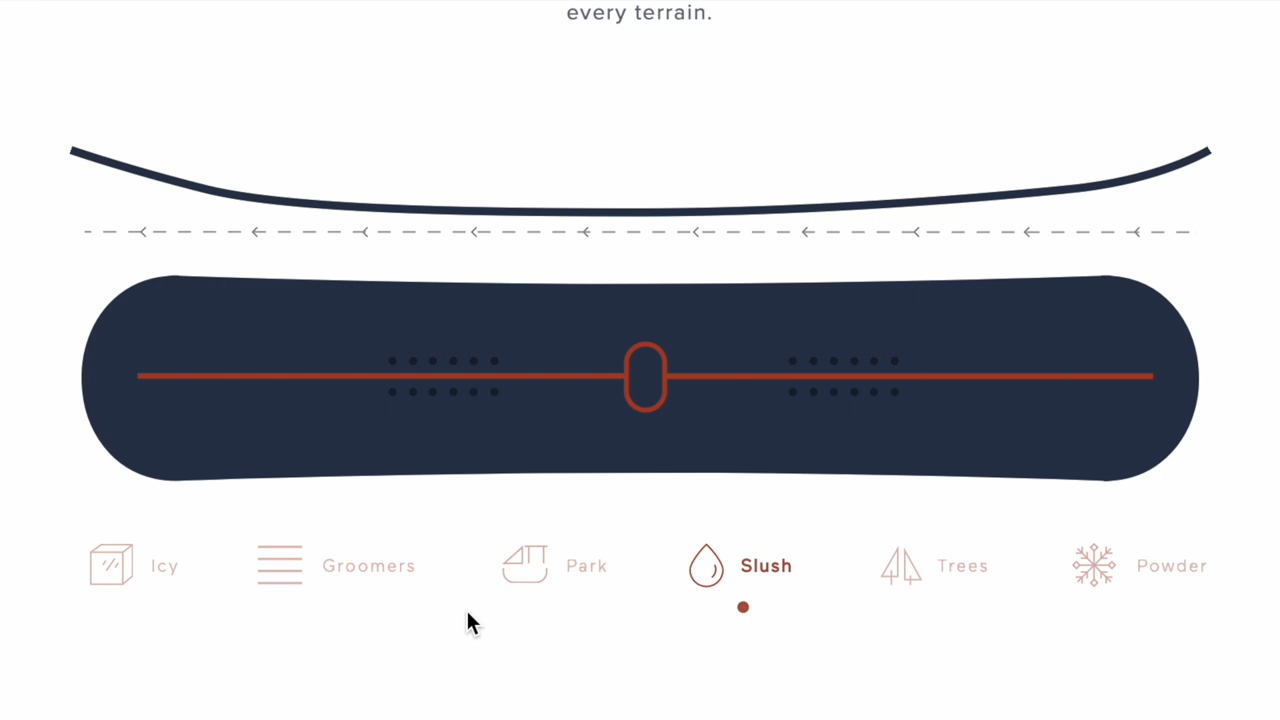 every terrain.
Icy
Groomers
Park
Slush
Trees
Powder